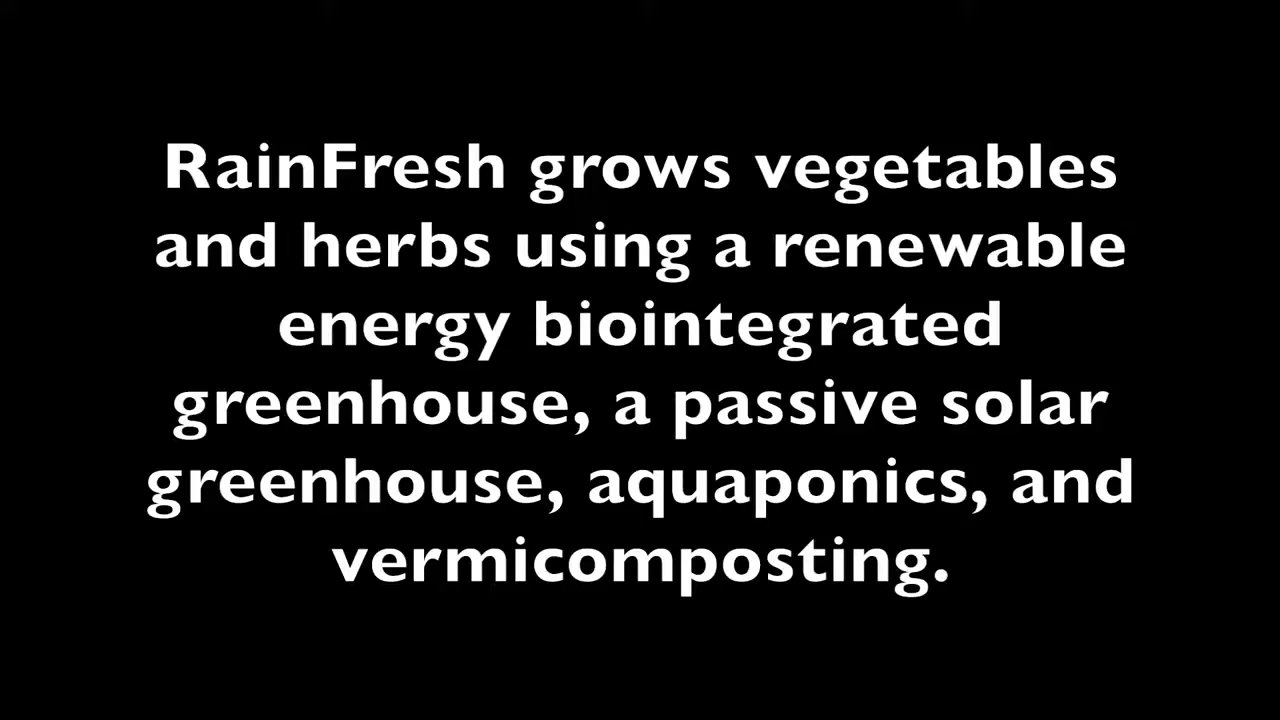 RainFresh grows vegetables
and herbs using a renewable
energy biointegrated
greenhouse, a passive solar
greenhouse, aquaponics, and
vermicomposting.